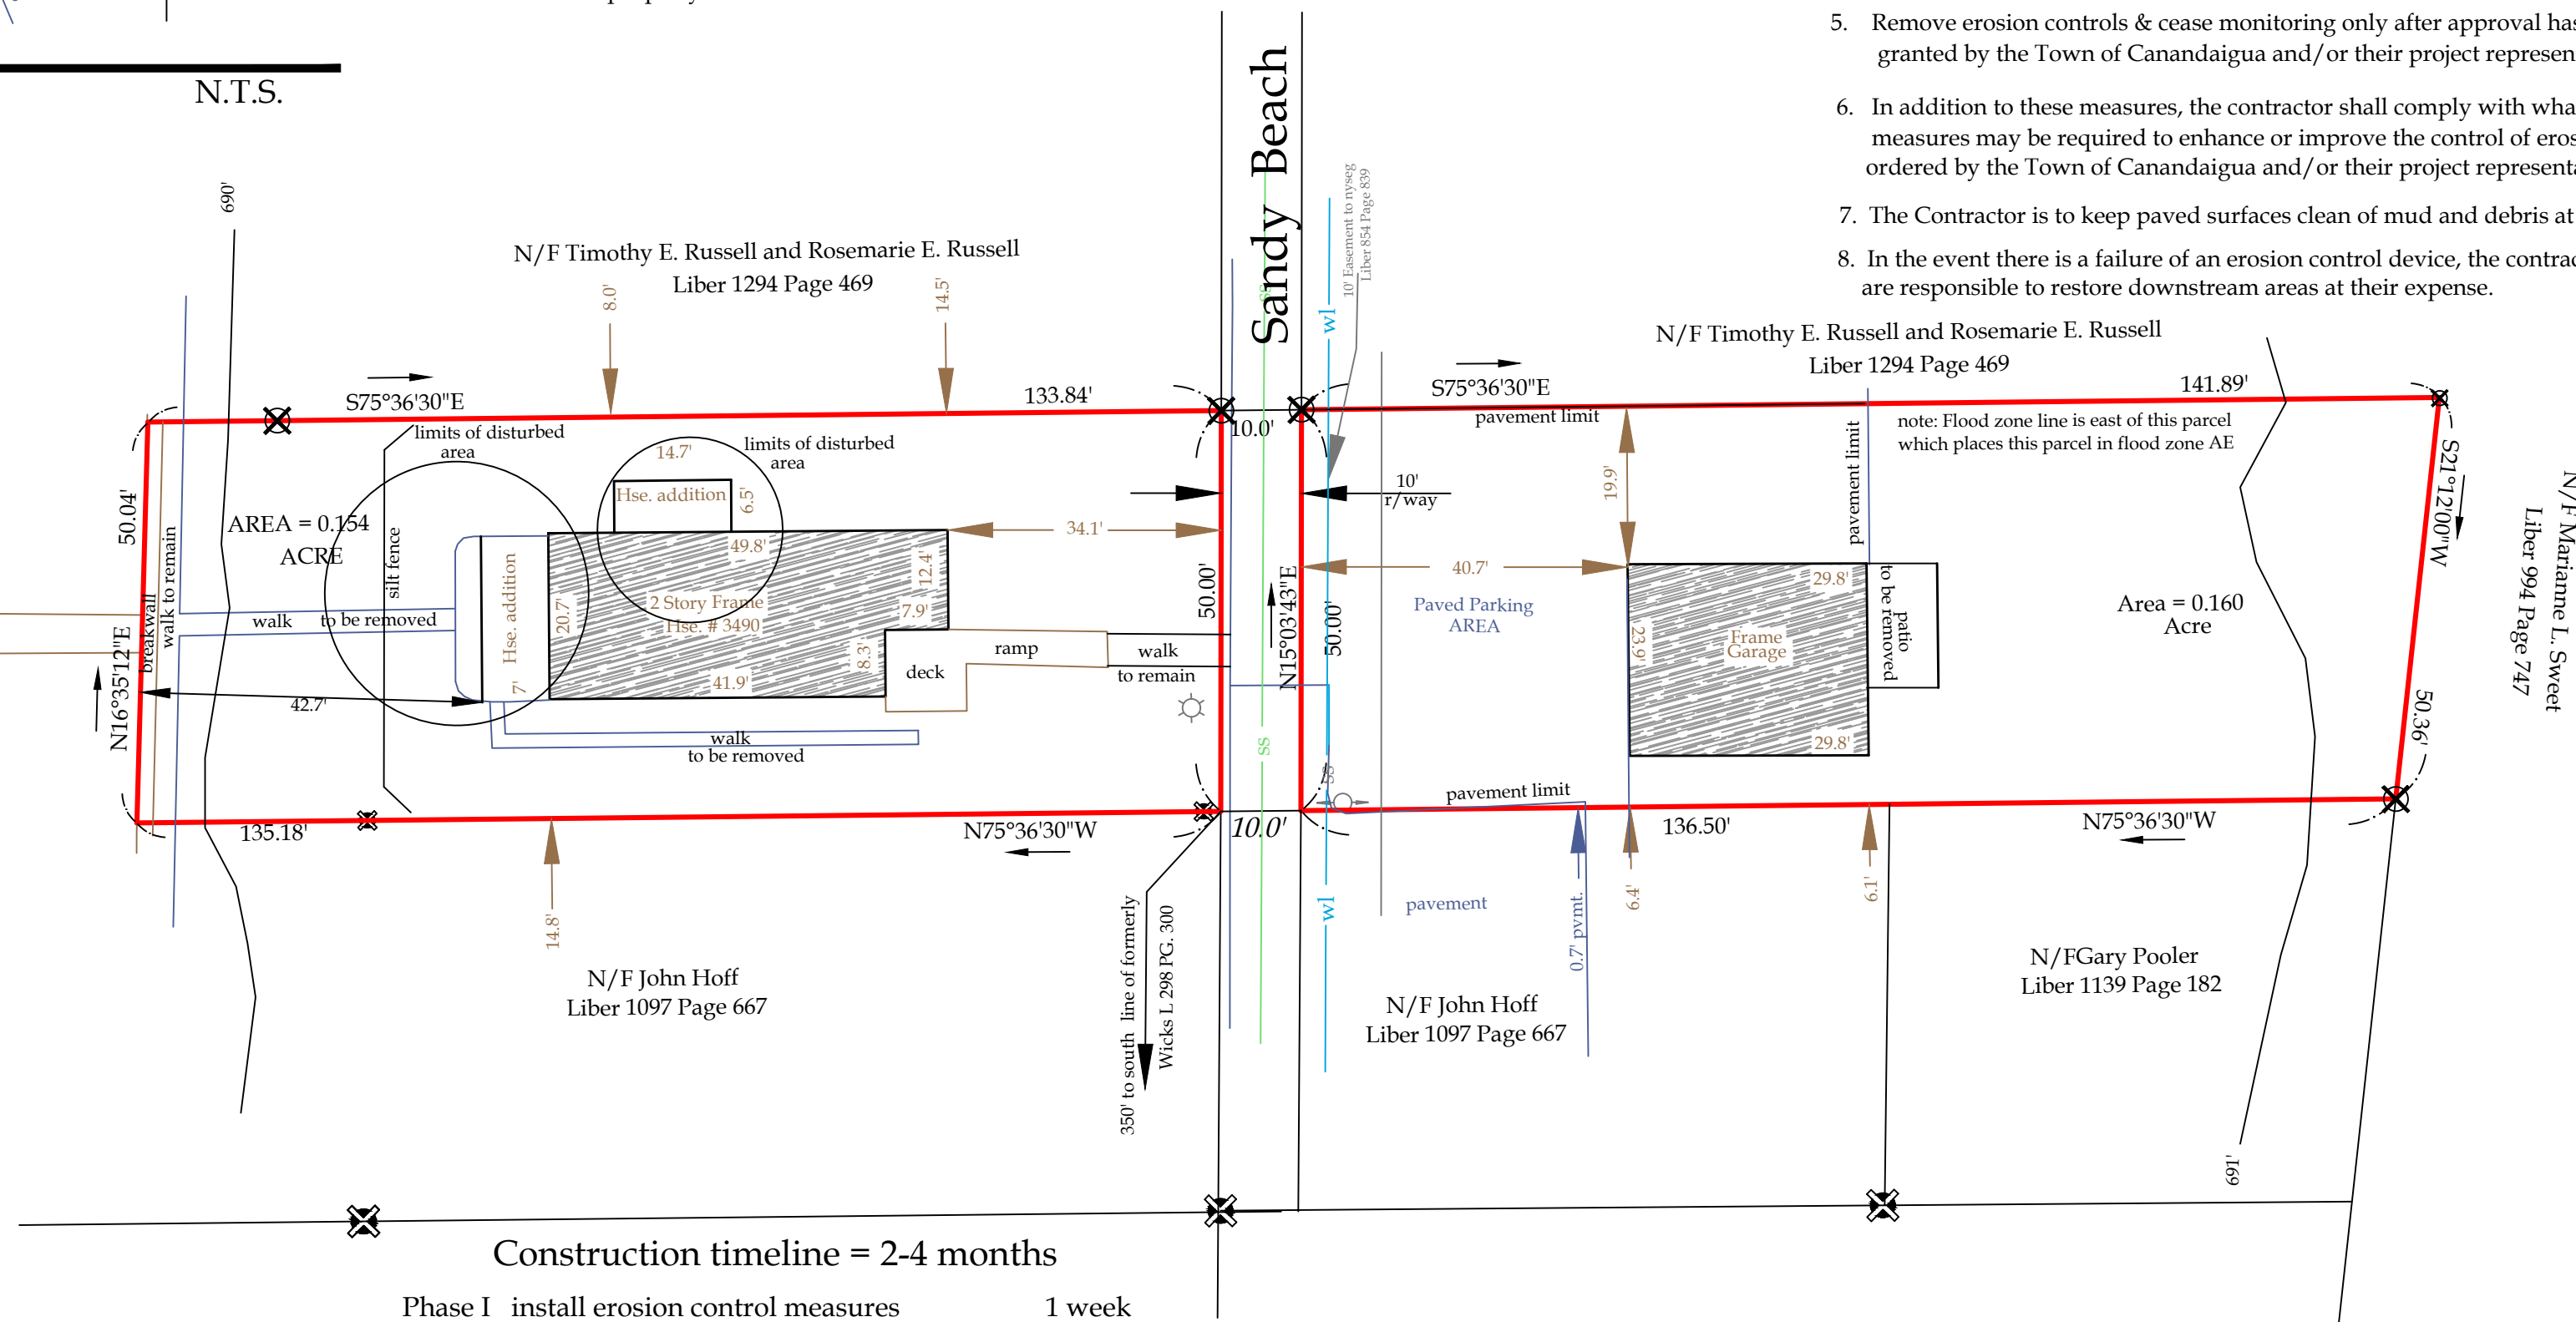 N.T.S.
5. Remove erosion controls & cease monitoring only after approval has
granted by the Town of Canandaigua and/or their project represen
6. In addition to these measures, the contractor shall comply with wha
measures may be required to enhance or improve the control of eros
ordered by the Town of Canandaigua and/or their project representa
7. The Contractor is to keep paved surfaces clean of mud and debris at
8. In the event there is a failure of an erosion control device, the contrac
are responsible to restore downstream areas at their expense.
Sandy Beach
10' Easement to nyseg
Liber 854 Page 839
690'
N/F Timothy E. Russell and Rosemarie E. Russell
Liber 1294 Page 469
8.0'
14.5'
ss
wl
N/F Timothy E. Russell and Rosemarie E. Russell
Liber 1294 Page 469
S75°36'30"E
133.84'
S75°36'30"E
141.89'
10.0'
pavement limit
limits of disturbed
area
limits of disturbed
area
note: Flood zone line is east of this parcel
which places this parcel in flood zone AE
S21°12'00"W
50.36'
N/F Marianne L. Sweet
Liber 994 Page 747
14.7'
Hse. addition
6.5'
50.04'
AREA = 0.154
ACRE
silt fence
breakwall
walk to remain
N16°35'12"E
walk
to be removed
42.7'
Hse. addition
7'
20.7'
49.8'
12.4'
2 Story Frame
Hse. # 3490
7.9'
8.3'
41.9'
deck
ramp
walk
to remain
walk
to be removed
34.1'
50.00'
N15°03'43"E
50.00'
10'
r/way
19.9'
40.7'
Paved Parking
AREA
pavement limit
29.8'
23.9'
Frame
Garage
29.8'
patio
to be removed
Area = 0.160
Acre
135.18'
N75°36'30"W
10.0'
ss
SS
pavement limit
136.50'
N75°36'30"W
14.8'
350' to south line of formerly
Wicks L 298 PG. 300
wl
pavement
0.7' pvmt.
6.4'
6.1'
N/F John Hoff
Liber 1097 Page 667
N/F John Hoff
Liber 1097 Page 667
N/FGary Pooler
Liber 1139 Page 182
691'
Construction timeline = 2-4 months
Phase I install erosion control measures 1 week